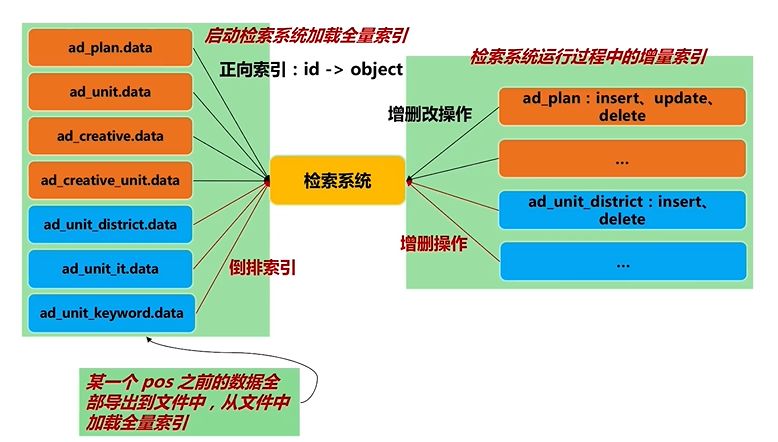 启动检索系统加载全量索引
正向索引：id -> object
ad_plan.data
ad_unit.data
ad_creative.data
ad_creative_unit.data
ad_unit_district.data
ad_unit_it.data
ad_unit_keyword.data
倒排索引
检索系统
检索系统运行过程中的增量索引
增删改操作
ad_plan：insert、update、
delete
...
ad_unit_district：insert、
delete
增删操作
...
某一个 pos 之前的数据全
部导出到文件中，从文件中
加载全量索引